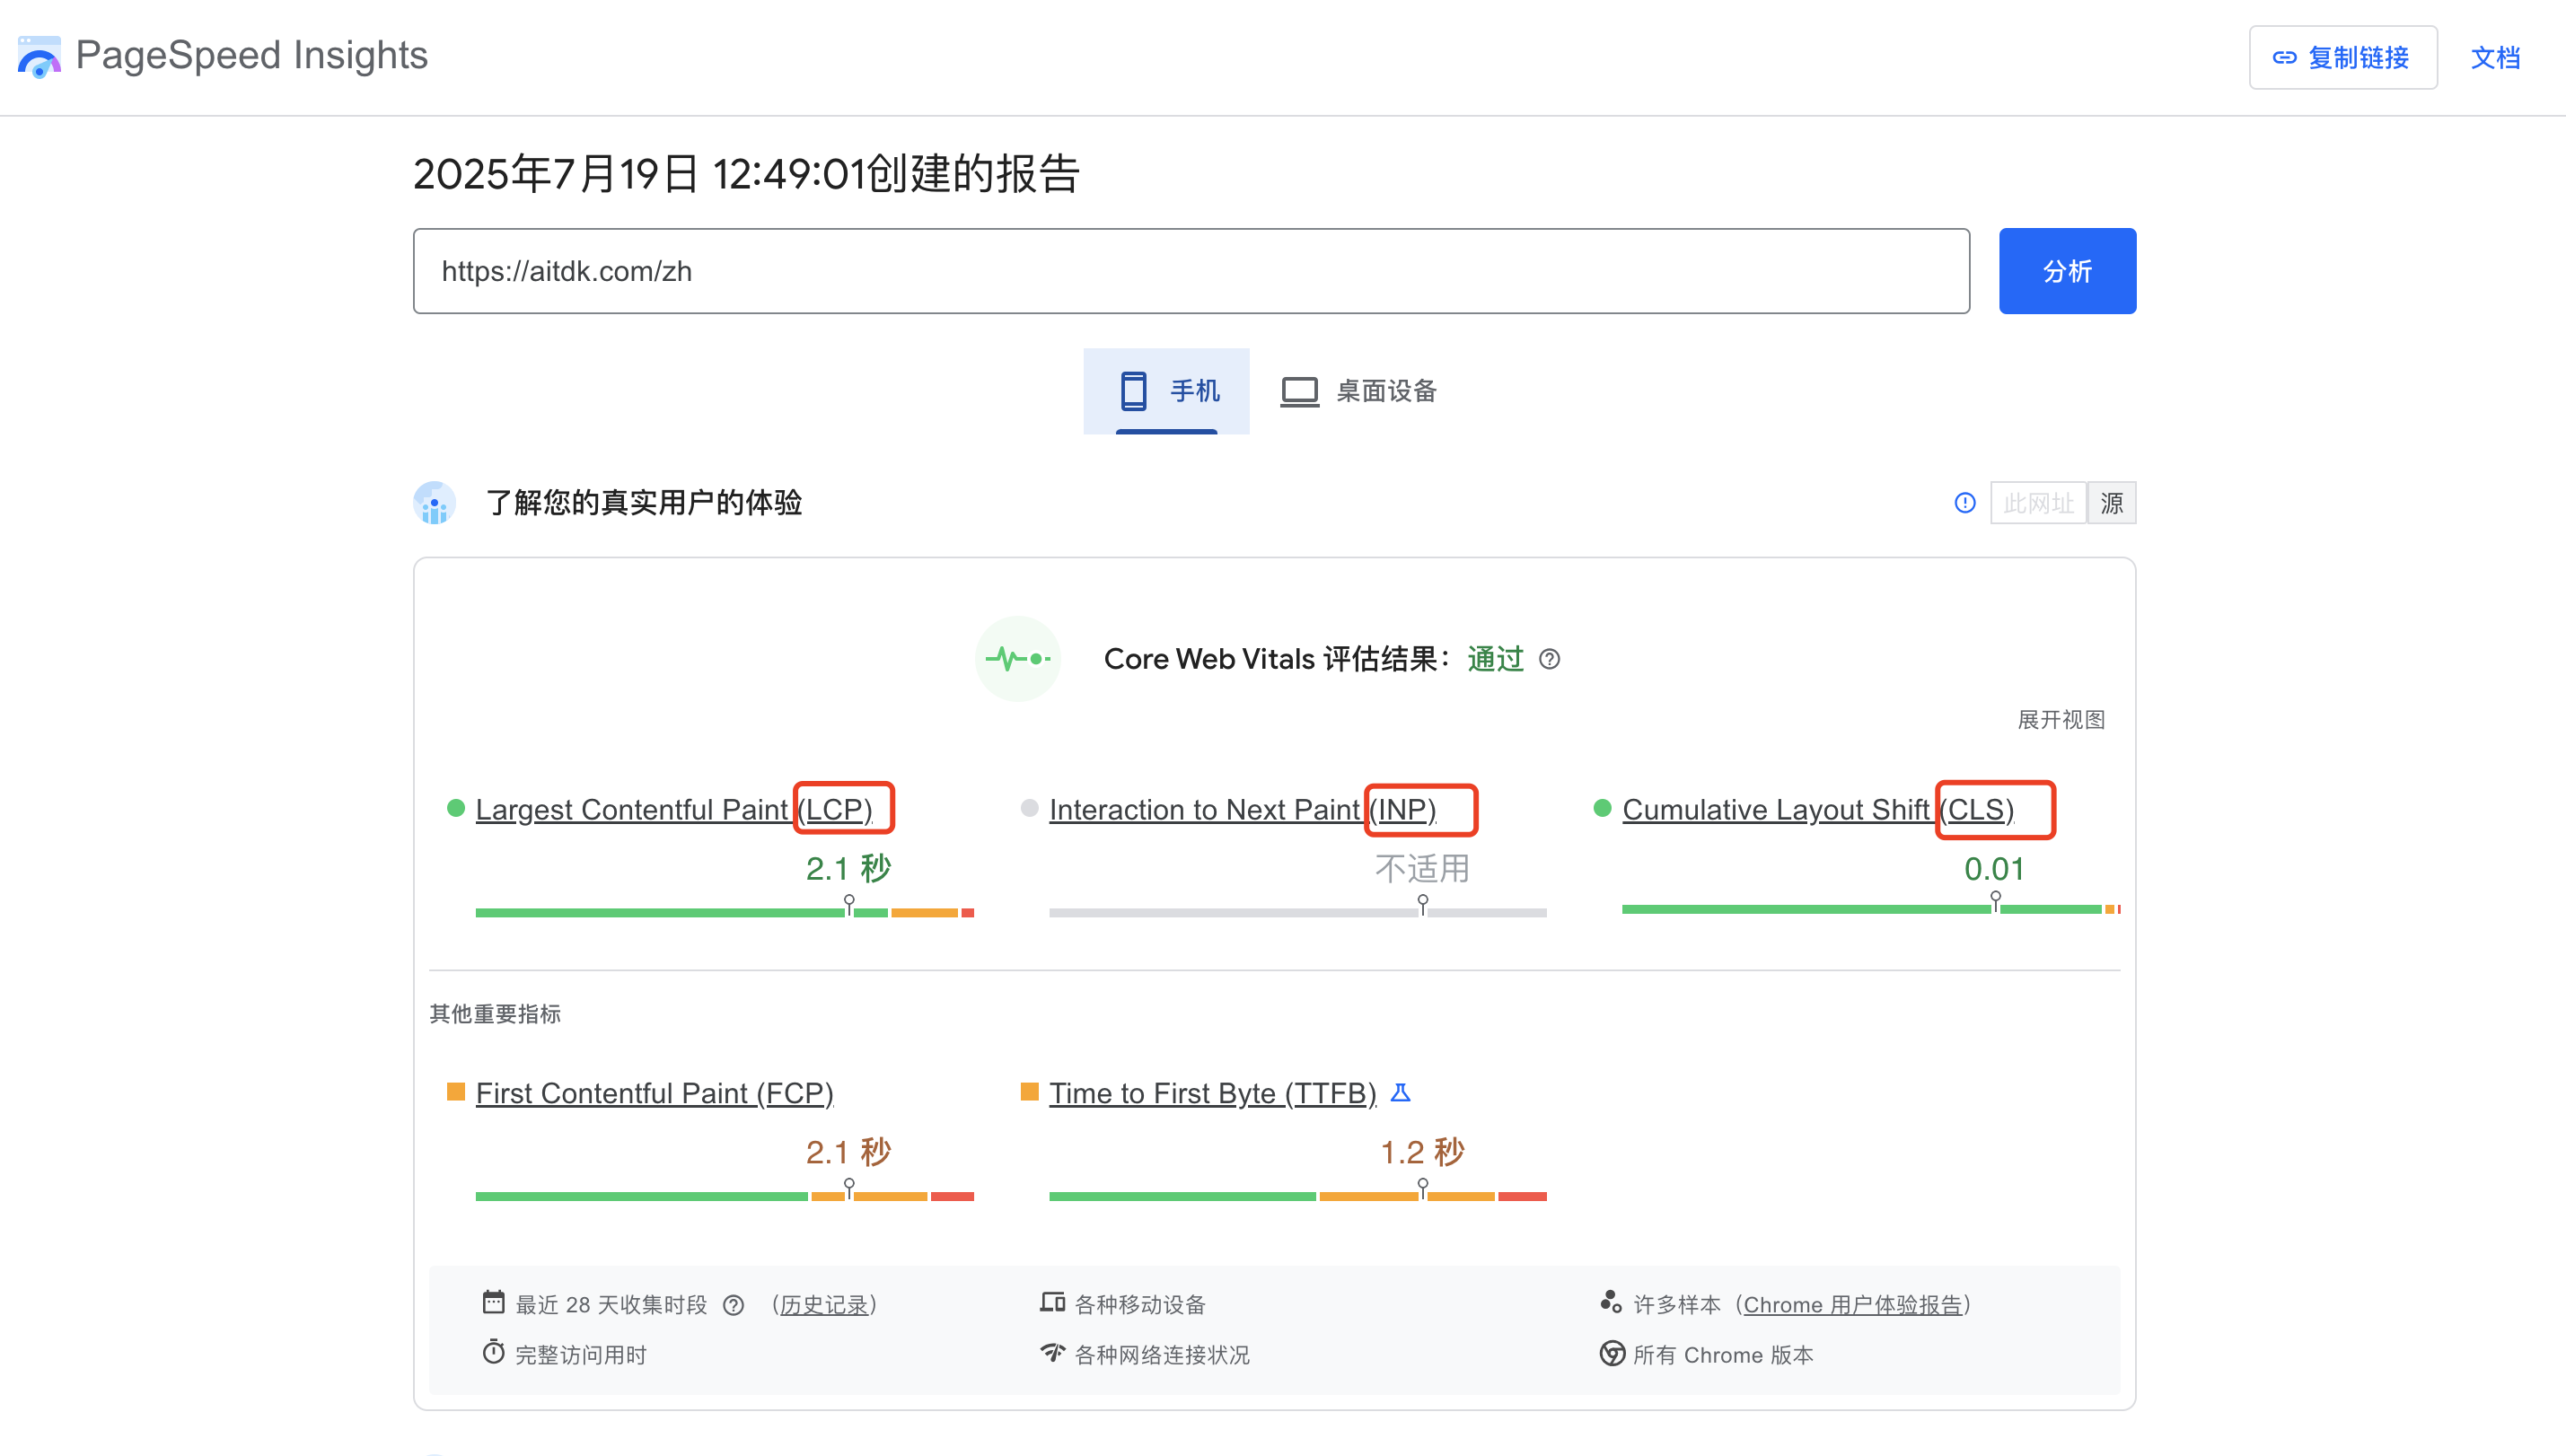 PageSpeed Insights
复制链接
文档
2025年7月19日 12:49:01创建的报告
https://aitdk.com/zh
分析
手机
桌面设备
了解您的真实用户的体验
此网址
源
Core Web Vitals 评估结果：通过
展开视图
Largest Contentful Paint (LCP)
2.1 秒
Interaction to Next Paint (INP)
不适用
Cumulative Layout Shift (CLS)
0.01
其他重要指标
First Contentful Paint (FCP)
2.1 秒
Time to First Byte (TTFB)
1.2 秒
最近 28 天收集时段 （历史记录）
各种移动设备
许多样本（Chrome 用户体验报告）
完整访问用时
各种网络连接状况
所有 Chrome 版本